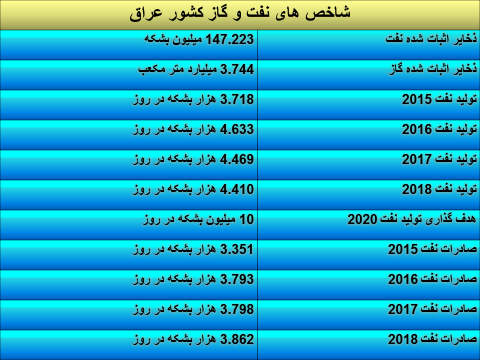 شاخص های نفت و گاز کشور عراق
ذخایر اثبات شده نفت 147.223 میلیون بشکه
ذخایر اثبات شده گاز 3.744 میلیارد متر مکعب
تولید نفت 2015 3.718 هزار بشکه در روز
تولید نفت 2016 4.633 هزار بشکه در روز
تولید نفت 2017 4.469 هزار بشکه در روز
تولید نفت 2018 4.410 هزار بشکه در روز
هدف گذاری تولید نفت 2020 10 میلیون بشکه در روز
صادرات نفت 2015 3.351 هزار بشکه در روز
صادرات نفت 2016 3.793 هزار بشکه در روز
صادرات نفت 2017 3.798 هزار بشکه در روز
صادرات نفت 2018 3.862 هزار بشکه در روز